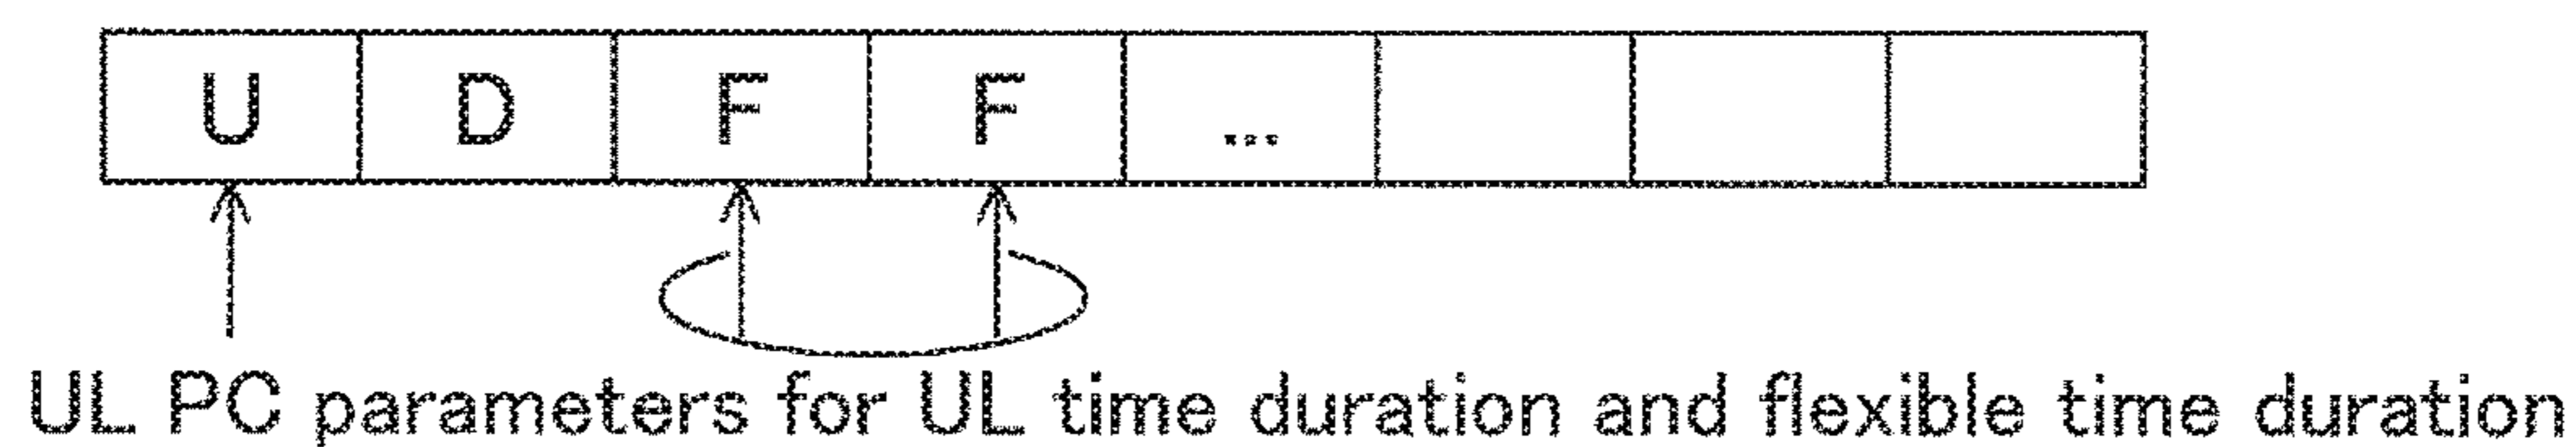 U D F F ...
UL PC parameters for UL time duration and flexible time duration